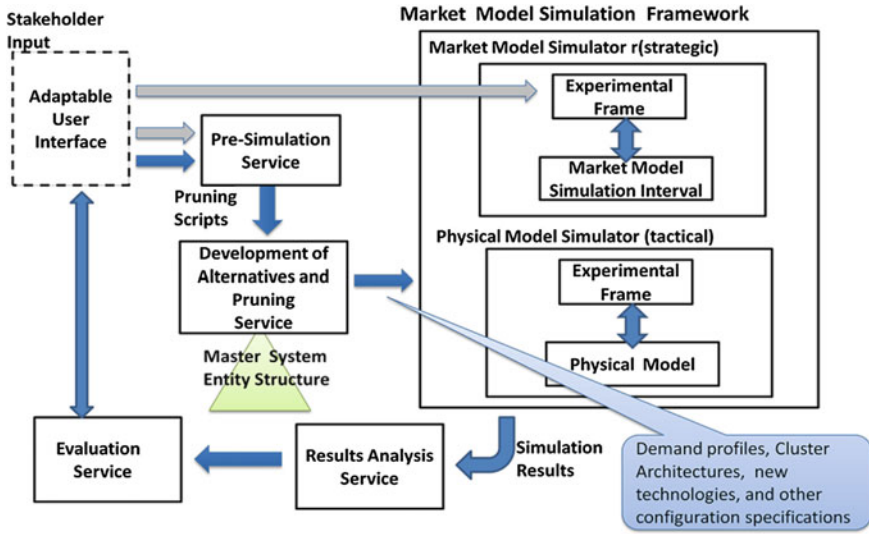 Stakeholder
Input
Adaptable
User
Interface
Pre-Simulation
Service
Pruning
Scripts
Development of
Alternatives and
Pruning
Service
Master System
Entity Structure
Evaluation
Service
Results Analysis
Service
Simulation
Results
Market Model Simulation Framework
Market Model Simulator r(strategic)
Experimental
Frame
Market Model
Simulation Interval
Physical Model Simulator (tactical)
Experimental
Frame
Physical Model
Demand profiles, Cluster
Architectures, new
technologies, and other
configuration specifications